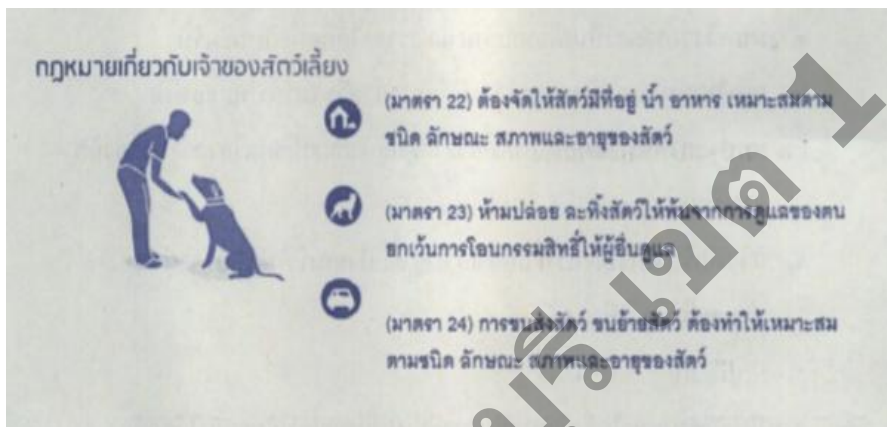 กฎหมายเกี่ยวกับเจ้าของสัตว์เลี้ยง
(มาตรา 22) ต้องจัดให้สัตว์มีที่อยู่ น้ำ อาหาร เหมาะสมตาม
ชนิด ลักษณะ สภาพและอายุของสัตว์
(มาตรา 23) ห้ามปล่อย ละทิ้งสัตว์ให้พ้นจากการดูแลของตน
ยกเว้นการโอนกรรมสิทธิ์ให้ผู้อื่นดูแล
(มาตรา 24) การขนส่งสัตว์ ขนย้ายสัตว์ ต้องทำให้เหมาะสม
ตามชนิด ลักษณะ สภาพและอายุของสัตว์
เขต 1